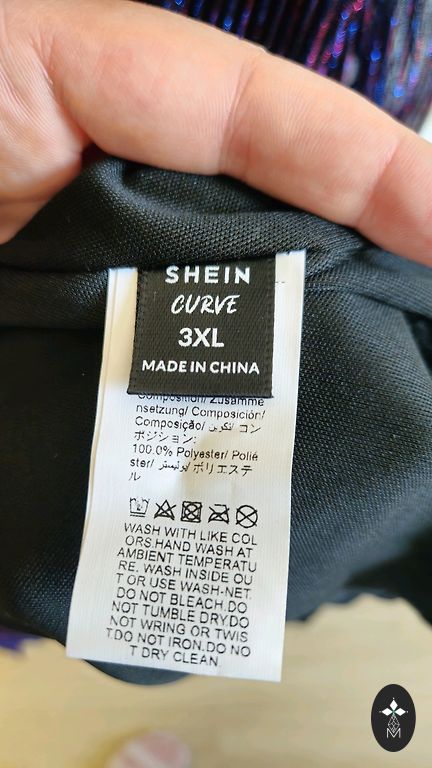 SHEIN
CURVE
3XL
MADE IN CHINA
Composition/ Zusamme
nsetzung/ Composición/
Composição/ تكوين/ コン
ポジション:
100.0% Polyester/ Polié
ster/ بوليستر/ ポリエステ
ル
WASH WITH LIKE COL
ORS.HAND WASH AT
AMBIENT TEMPERATU
RE. WASH INSIDE OU
T OR USE WASH-NET.
DO NOT BLEACH.DO
NOT TUMBLE DRY.DO
NOT WRING OR TWIS
T.DO NOT IRON.DO NO
T DRY CLEAN.
M